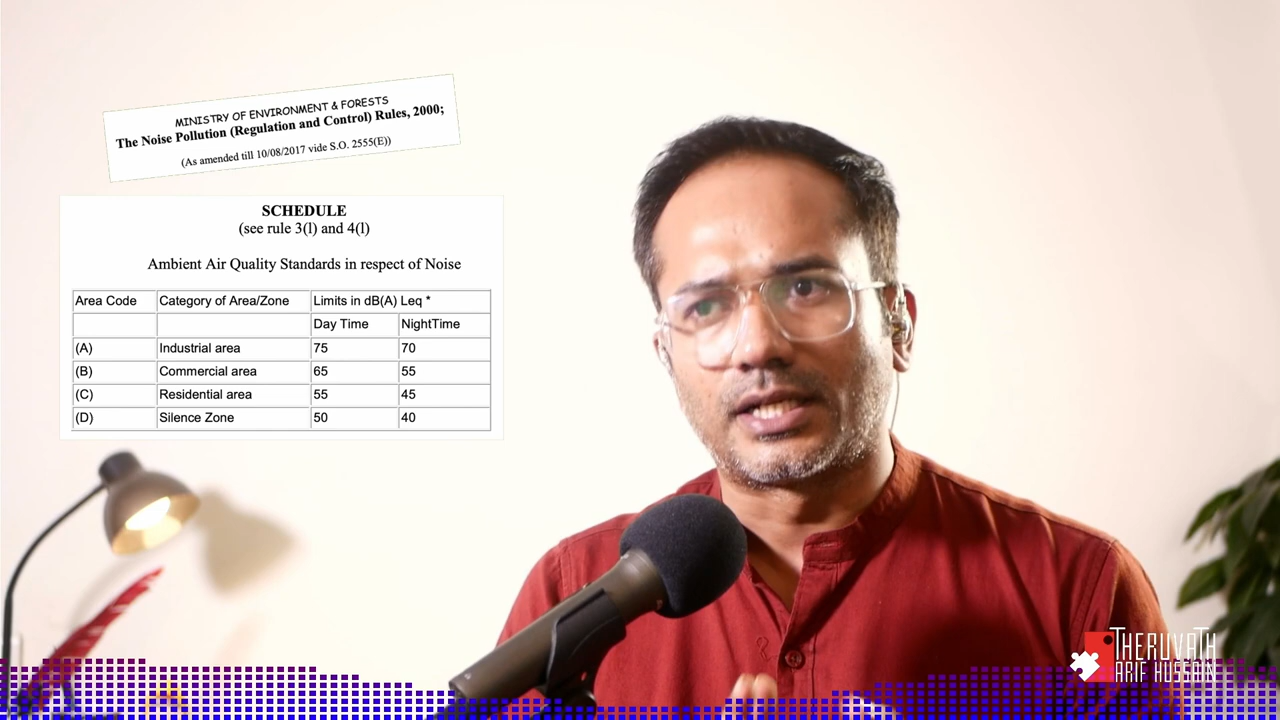 MINISTRY OF ENVIRONMENT & FORESTS
The Noise Pollution (Regulation and Control) Rules, 2000;
(As amended till 10/08/2017 vide S.O. 2555(E))
SCHEDULE
(see rule 3(l) and 4(l)
Ambient Air Quality Standards in respect of Noise
Area Code Category of Area/Zone Limits in dB(A) Leq *
Day Time NightTime
(A) Industrial area 75 70
(B) Commercial area 65 55
(C) Residential area 55 45
(D) Silence Zone 50 40
THERUVATH
ARIF HUSSAIN